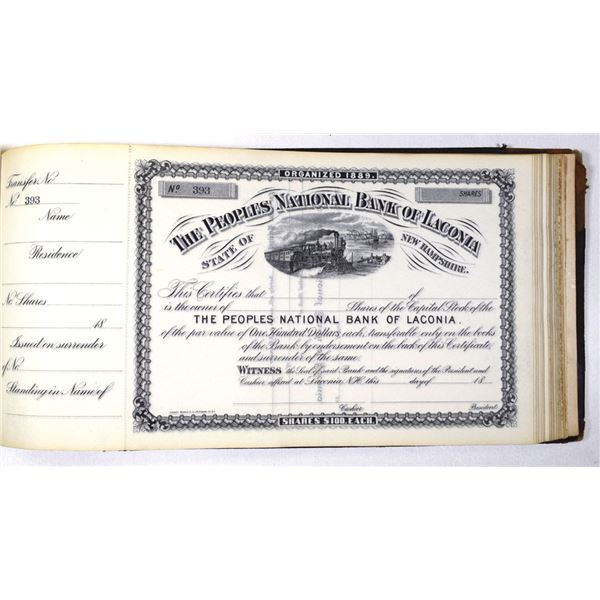 Transfer No.
No. 393
Name
Residence
No. Shares
18
Issued on surrender
of No.
Standing in Name of
ORGANIZED 1889.
No 393
SHARES
THE PEOPLES NATIONAL BANK OF LACONIA
STATE OF NEW HAMPSHIRE.
This Certifies that of
is the owner of Shares of the Capital Stock of the
THE PEOPLES NATIONAL BANK OF LACONIA.
of the par value of One Hundred Dollars each, transferable only on the books
of the Bank by endorsement on the back of this Certificate
and surrender of the same.
WITNESS the Seal of said Bank and the signatures of the President and
Cashier affixed at Laconia N.H. this day of 18
Cashier President
SHARES $100. EACH.